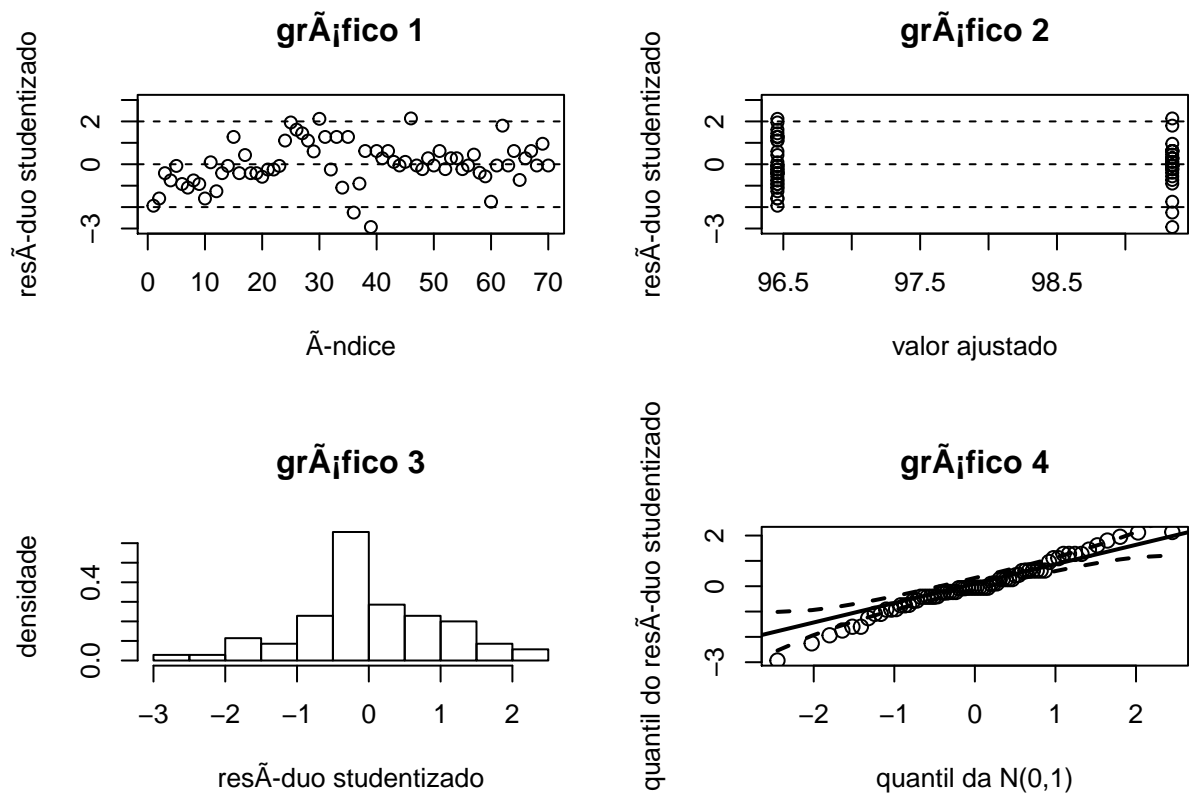 grÃ¡fico 1
resÃ-duo studentizado
2
0
−3
0 10 20 30 40 50 60 70
Ã-ndice
grÃ¡fico 2
resÃ-duo studentizado
2
0
−3
96.5 97.5 98.5
valor ajustado
grÃ¡fico 3
densidade
0.4
0.0
−3 −2 −1 0 1 2
resÃ-duo studentizado
grÃ¡fico 4
quantil do resÃ-duo studentizado
2
0
−3
−2 −1 0 1 2
quantil da N(0,1)